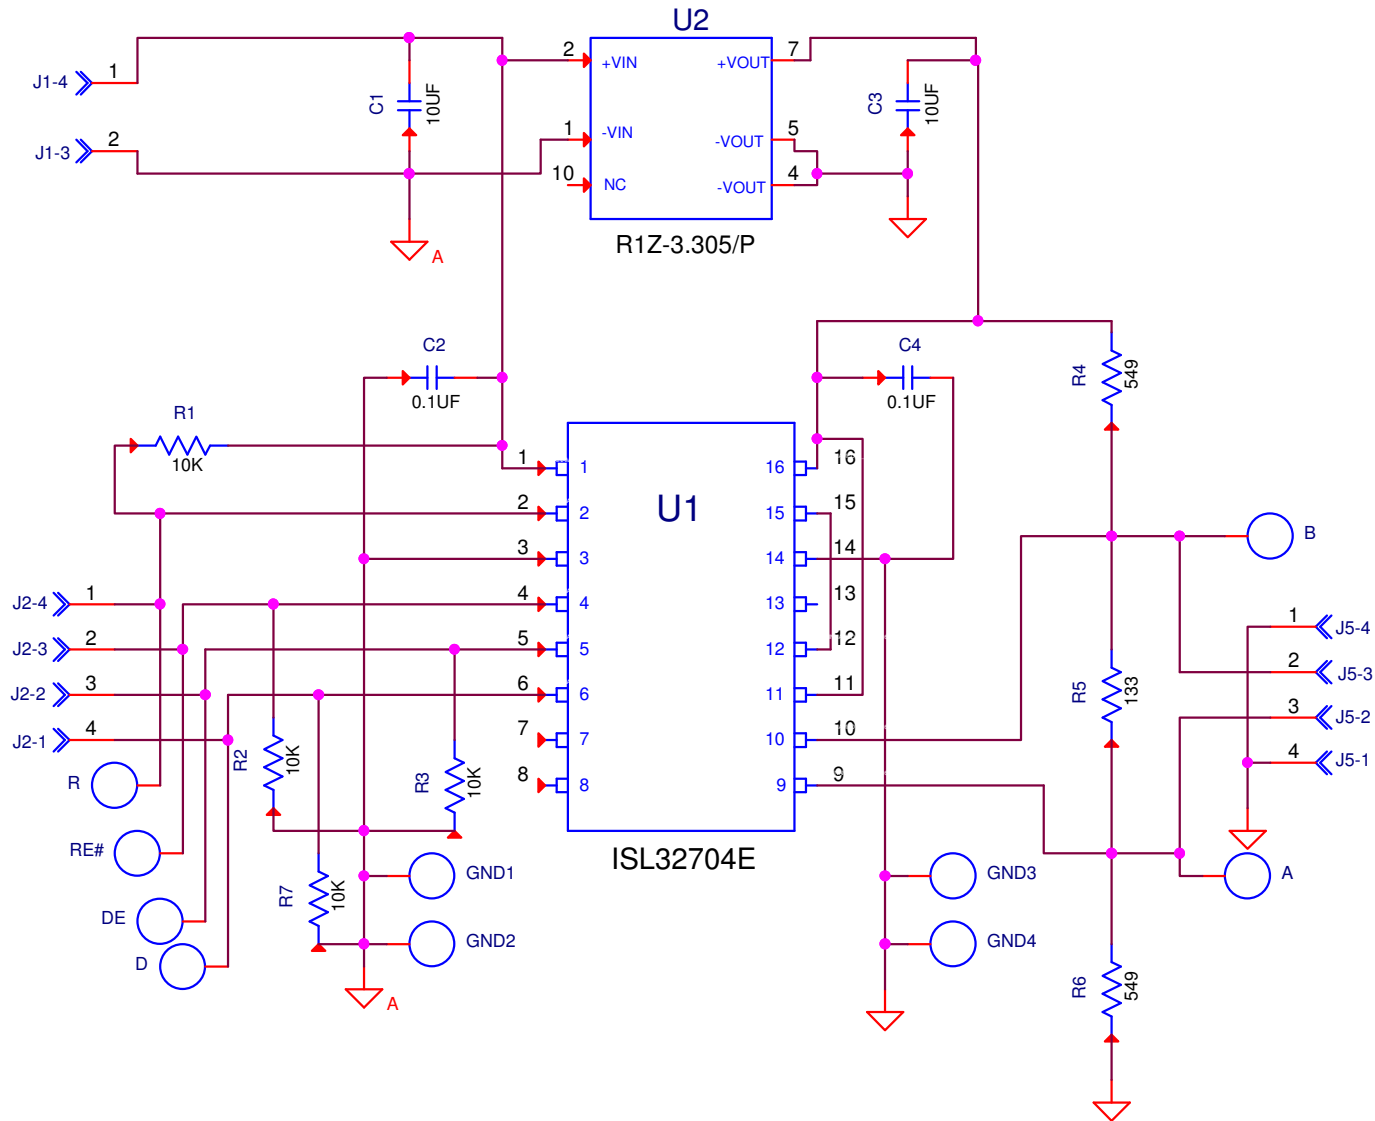 U2
J1-4
1
J1-3
2
C1
10UF
2
+VIN
1
-VIN
10
NC
+VOUT
7
-VOUT
5
-VOUT
4
R1Z-3.305/P
C3
10UF
A
C2
0.1UF
C4
0.1UF
R4
549
R1
10K
U1
ISL32704E
1
1
2
2
3
3
4
4
5
5
6
6
7
7
8
8
16
16
15
15
14
14
13
13
12
12
11
11
10
10
9
9
J2-4
1
J2-3
2
J2-2
3
J2-1
4
R
RE#
DE
D
R2
10K
R3
10K
R7
10K
GND1
GND2
A
GND3
GND4
B
1
J5-4
2
J5-3
3
J5-2
4
J5-1
R5
133
A
R6
549